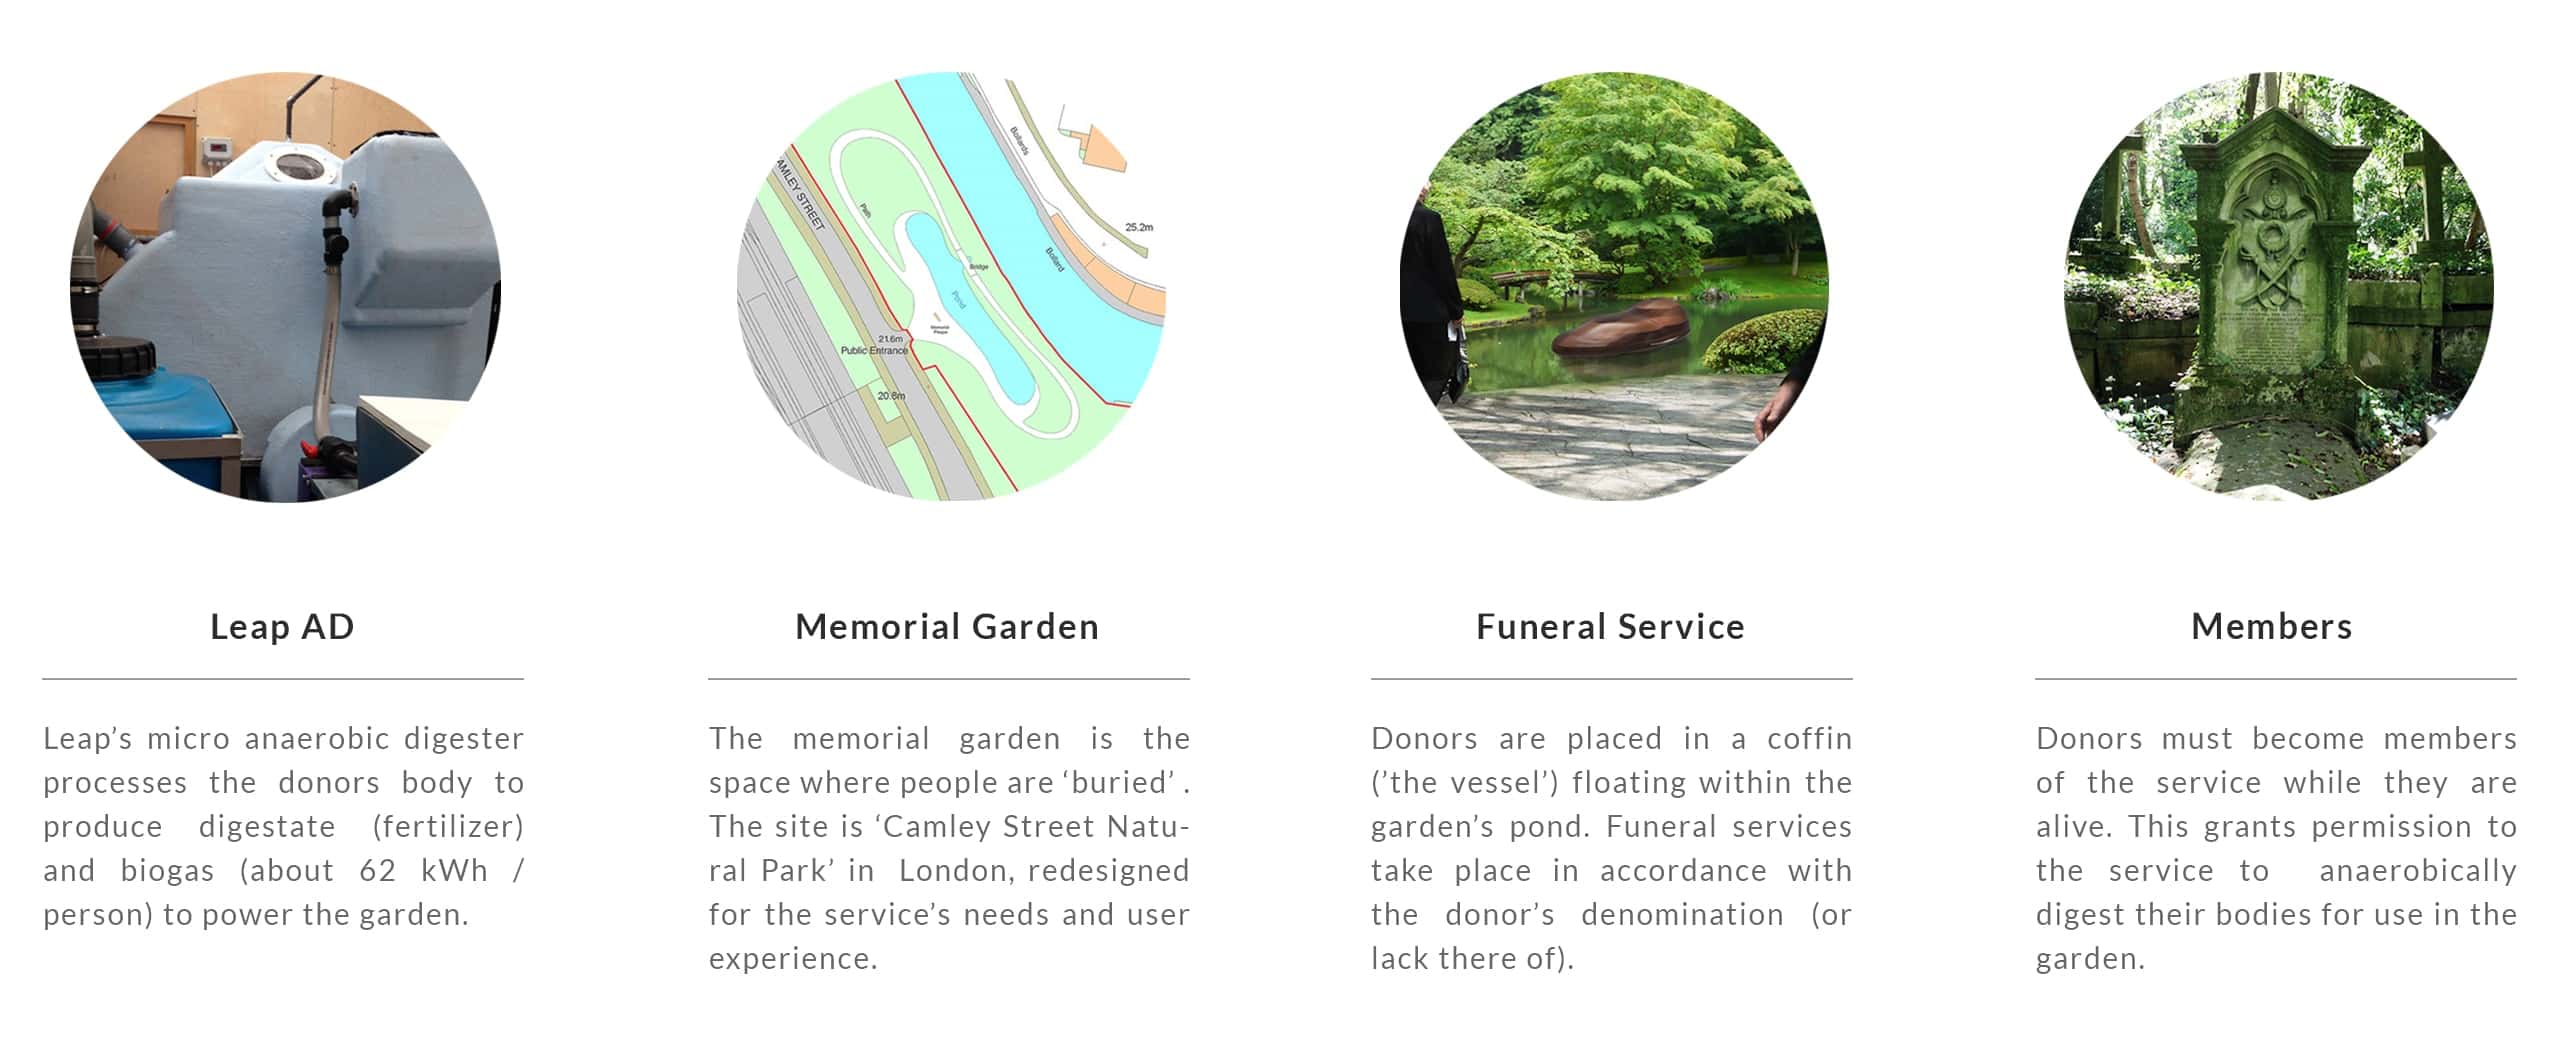 AMLEY STREET
Path
Pond
Bridge
Memorial
Plaque
21.6m
Public Entrance
20.6m
Bollards
Bollard
25.2m
Leap AD
Leap’s micro anaerobic digester
processes the donors body to
produce digestate (fertilizer)
and biogas (about 62 kWh /
person) to power the garden.
Memorial Garden
The memorial garden is the
space where people are ‘buried’ .
The site is ‘Camley Street Natu-
ral Park’ in London, redesigned
for the service’s needs and user
experience.
Funeral Service
Donors are placed in a coffin
(’the vessel’) floating within the
garden’s pond. Funeral services
take place in accordance with
the donor’s denomination (or
lack there of).
Members
Donors must become members
of the service while they are
alive. This grants permission to
the service to anaerobically
digest their bodies for use in the
garden.